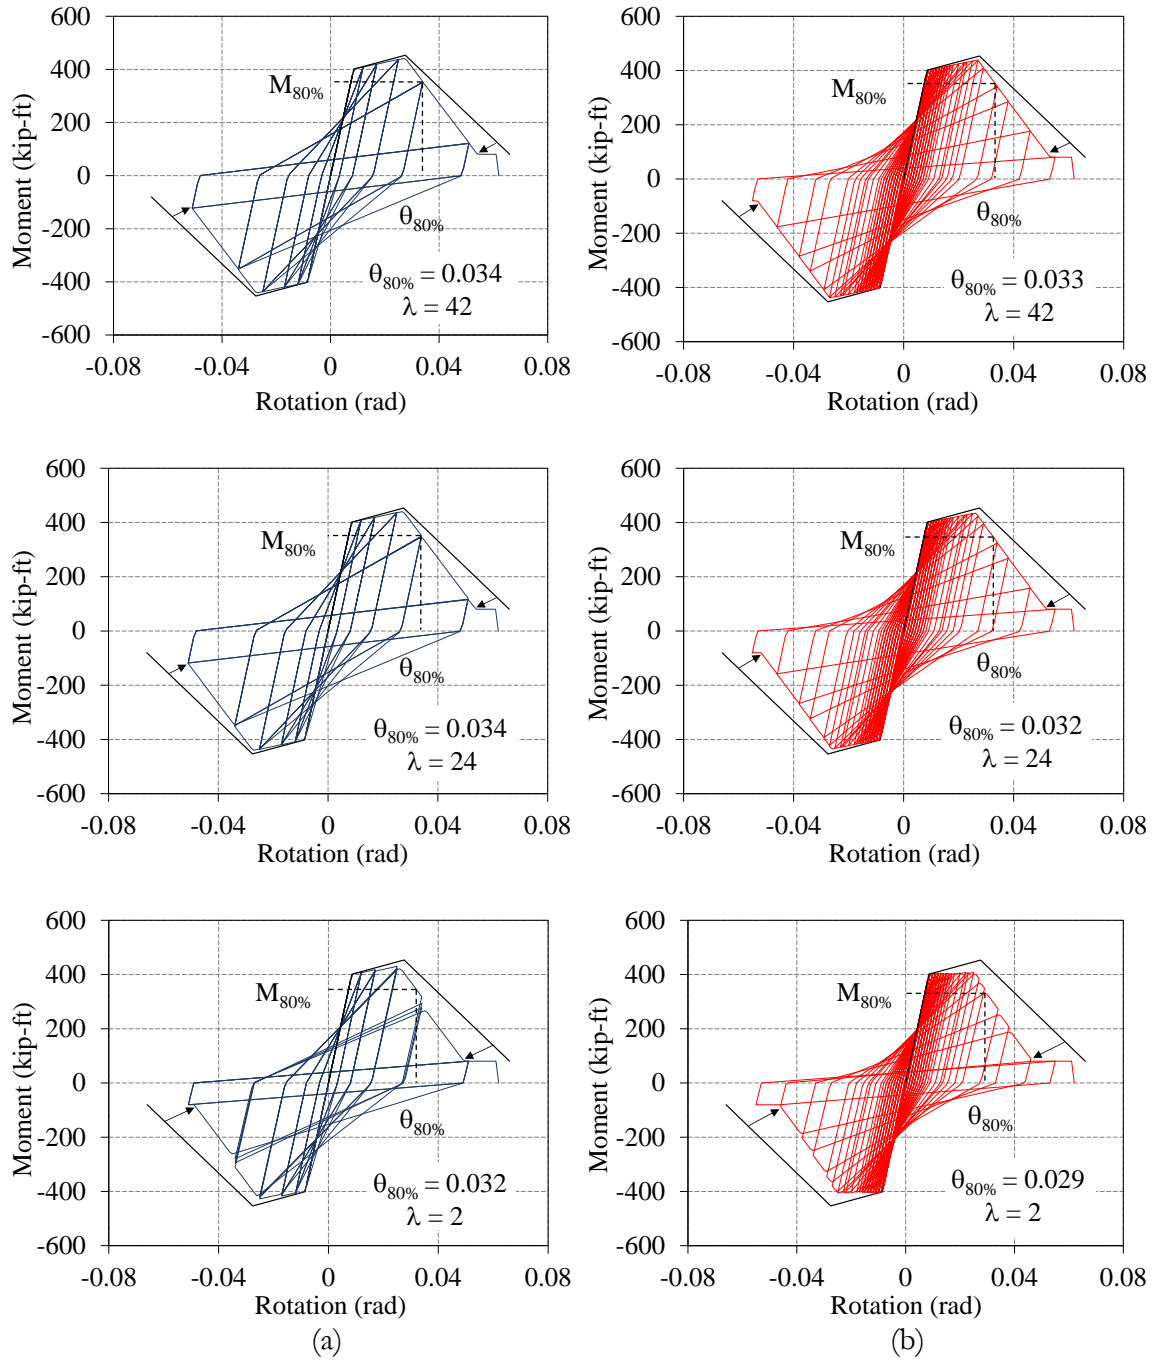 600
400
200
0
-200
-400
-600
Moment (kip-ft)
M80%
θ80%
θ80% = 0.034
λ = 42
-0.08 -0.04 0 0.04 0.08
Rotation (rad)
600
400
200
0
-200
-400
-600
Moment (kip-ft)
M80%
θ80%
θ80% = 0.033
λ = 42
-0.08 -0.04 0 0.04 0.08
Rotation (rad)
600
400
200
0
-200
-400
-600
Moment (kip-ft)
M80%
θ80%
θ80% = 0.034
λ = 24
-0.08 -0.04 0 0.04 0.08
Rotation (rad)
600
400
200
0
-200
-400
-600
Moment (kip-ft)
M80%
θ80%
θ80% = 0.032
λ = 24
-0.08 -0.04 0 0.04 0.08
Rotation (rad)
600
400
200
0
-200
-400
-600
Moment (kip-ft)
M80%
θ80%
θ80% = 0.032
λ = 2
-0.08 -0.04 0 0.04 0.08
Rotation (rad)
(a)
600
400
200
0
-200
-400
-600
Moment (kip-ft)
M80%
θ80%
θ80% = 0.029
λ = 2
-0.08 -0.04 0 0.04 0.08
Rotation (rad)
(b)